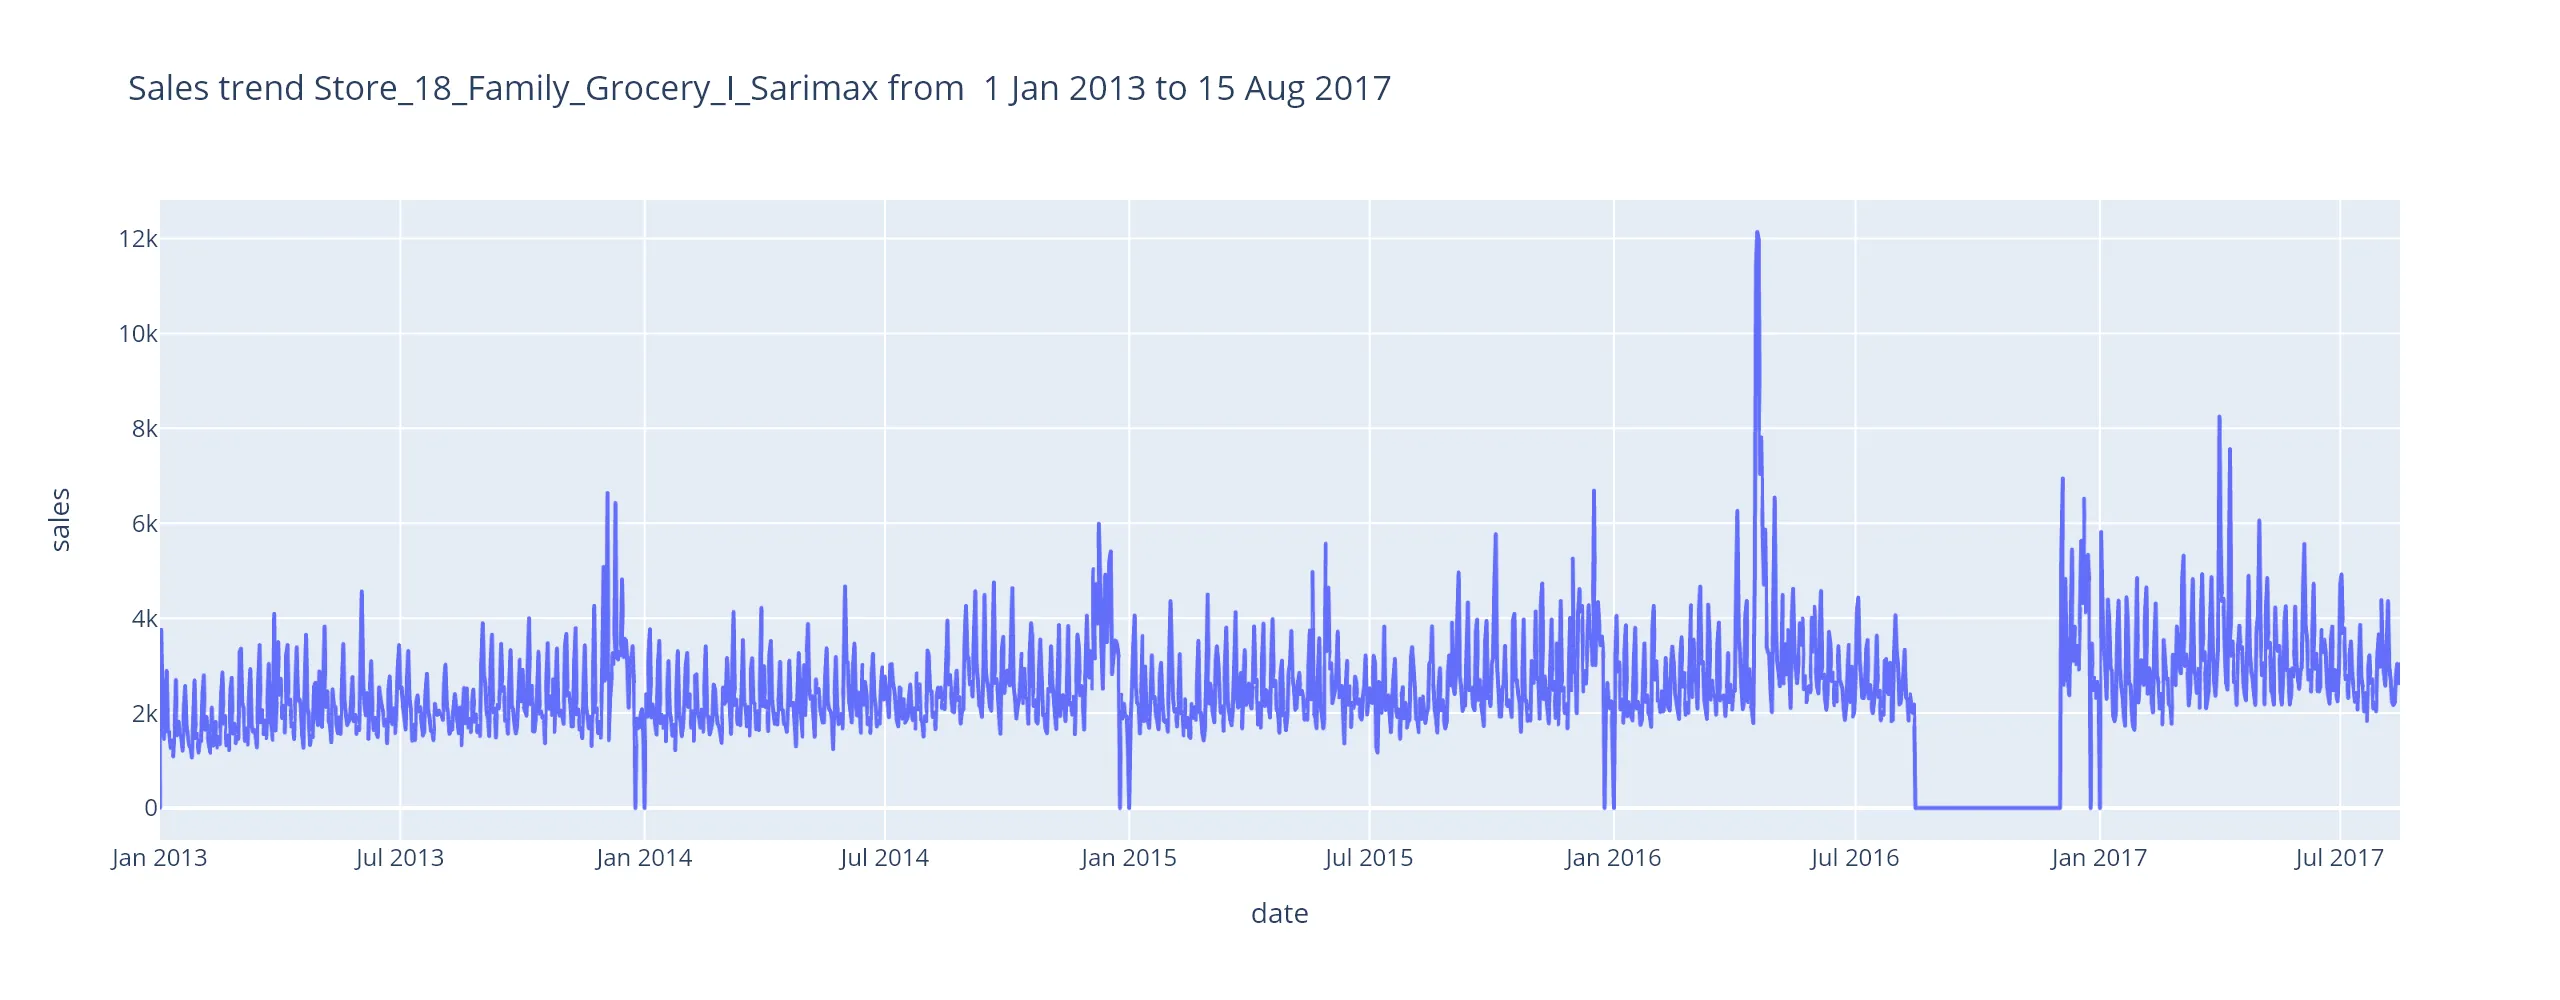 Sales trend Store_18_Family_Grocery_I_Sarimax from  1 Jan 2013 to 15 Aug 2017
12k
10k
8k
6k
4k
2k
0
sales
Jan 2013 Jul 2013 Jan 2014 Jul 2014 Jan 2015 Jul 2015 Jan 2016 Jul 2016 Jan 2017 Jul 2017
date